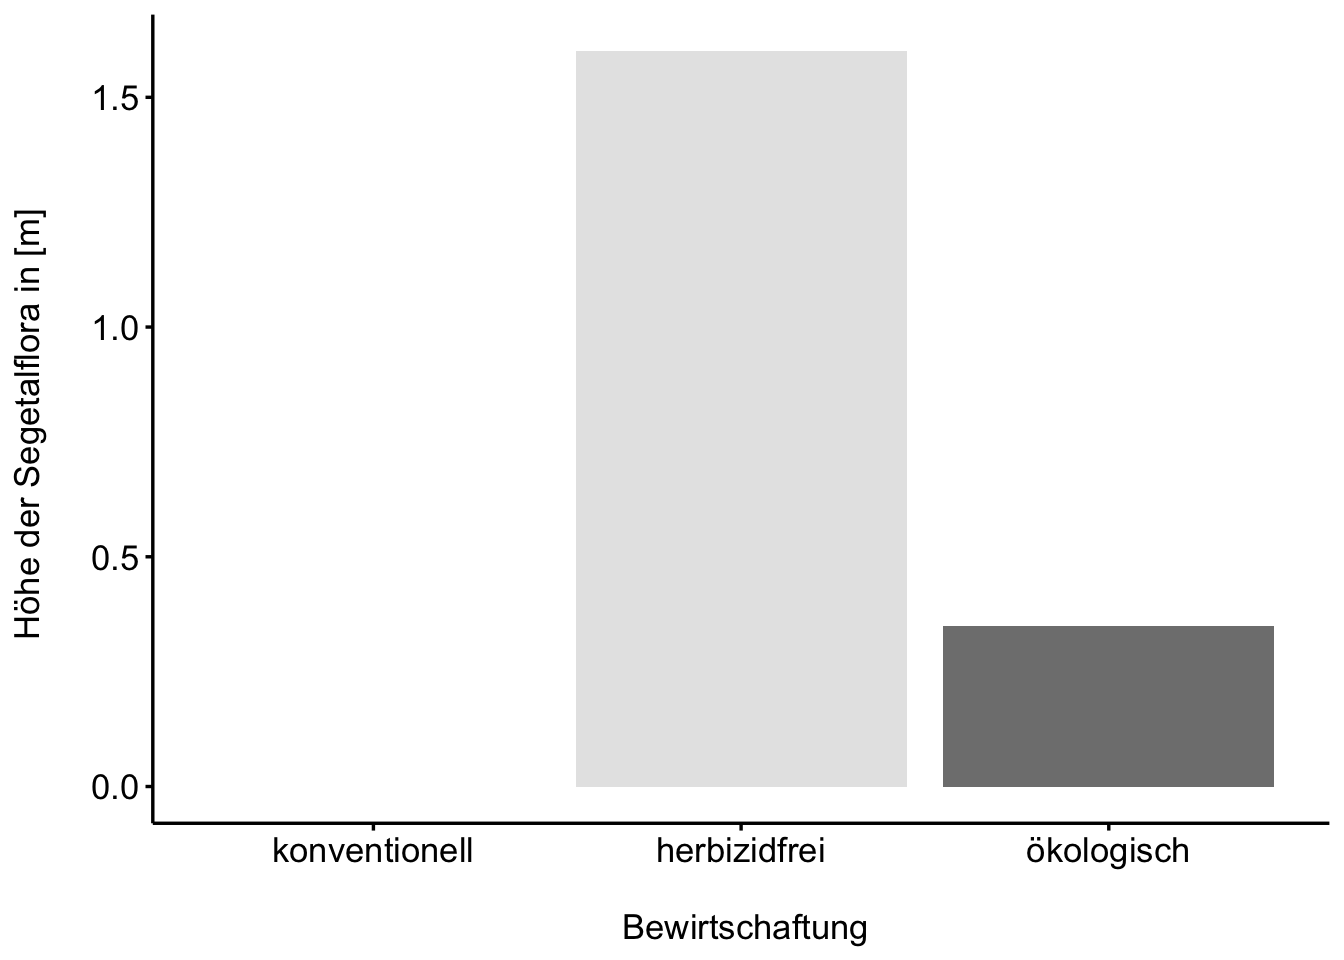 Höhe der Segetalflora in [m]
1.5
1.0
0.5
0.0
konventionell herbizidfrei ökologisch
Bewirtschaftung